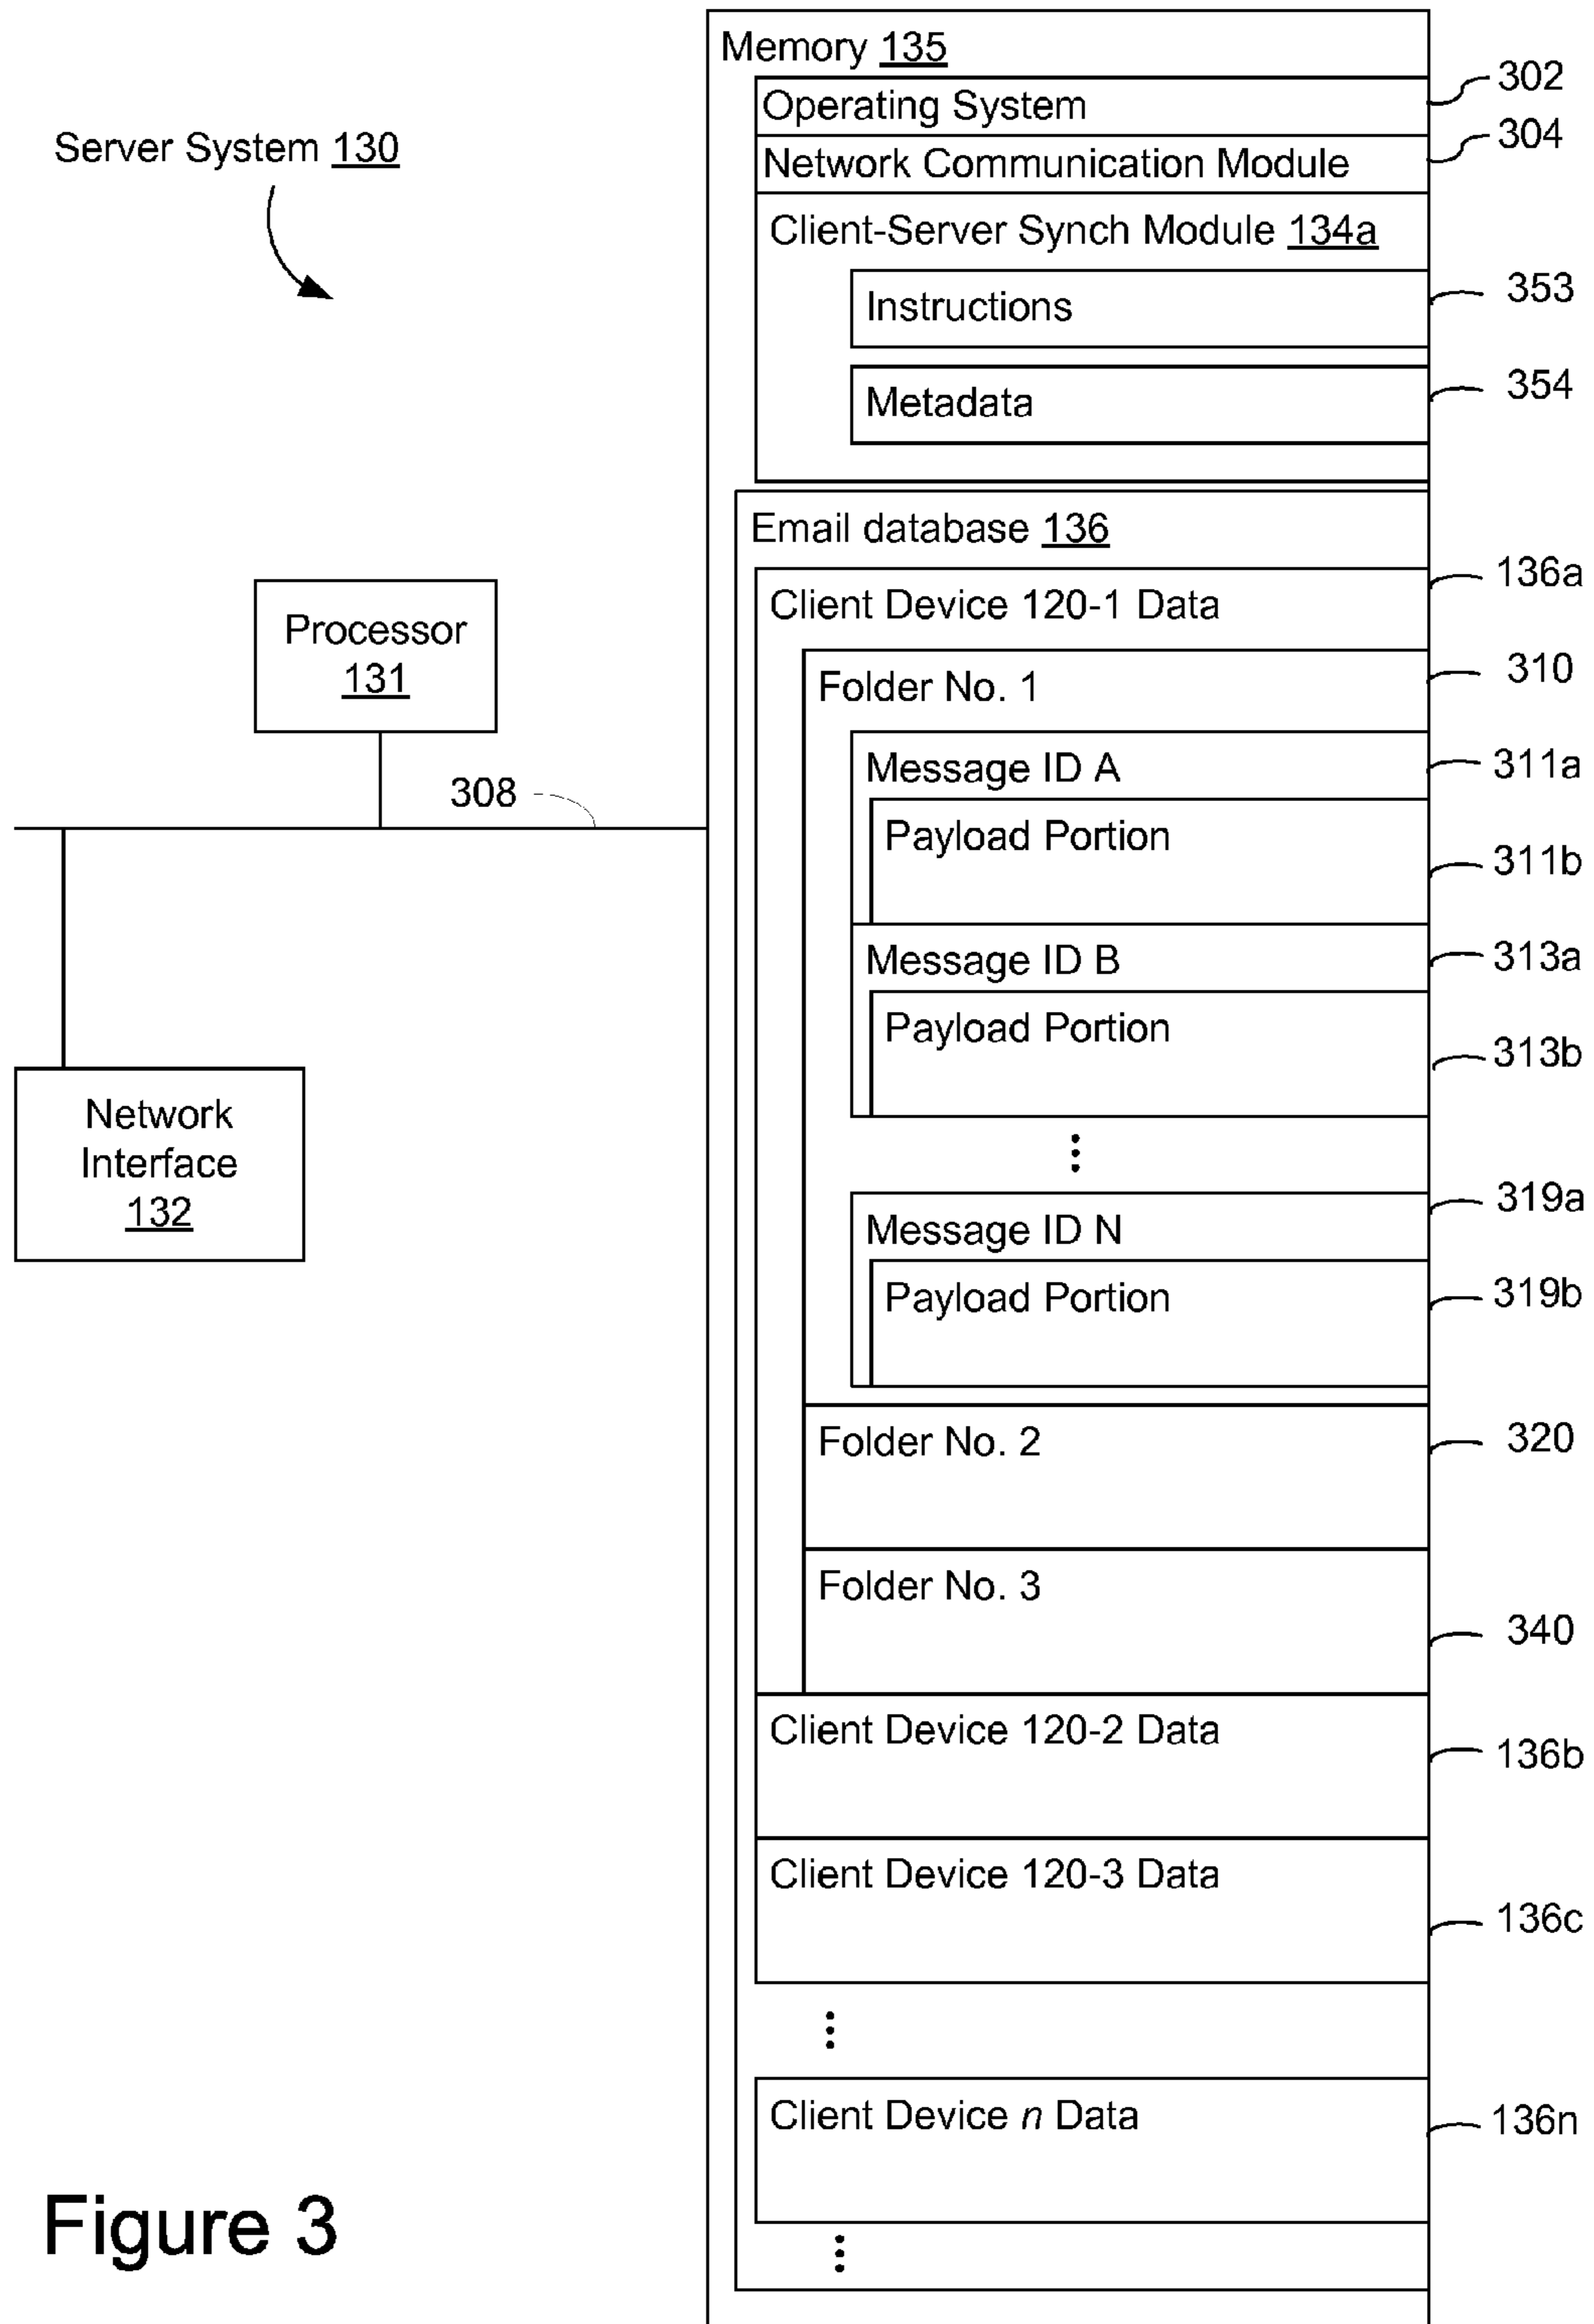 Memory 135
Operating System
302
Server System 130
Network Communication Module
304
Client-Server Synch Module 134a
Instructions
353
Metadata
354
Email database 136
Client Device 120-1 Data
136a
Processor
131
Folder No. 1
310
Message ID A
311a
308
Payload Portion
311b
Message ID B
313a
Payload Portion
313b
Network
Interface
132
Message ID N
319a
Payload Portion
319b
Folder No. 2
320
Folder No. 3
340
Client Device 120-2 Data
136b
Client Device 120-3 Data
136c
Client Device n Data
136n
Figure 3